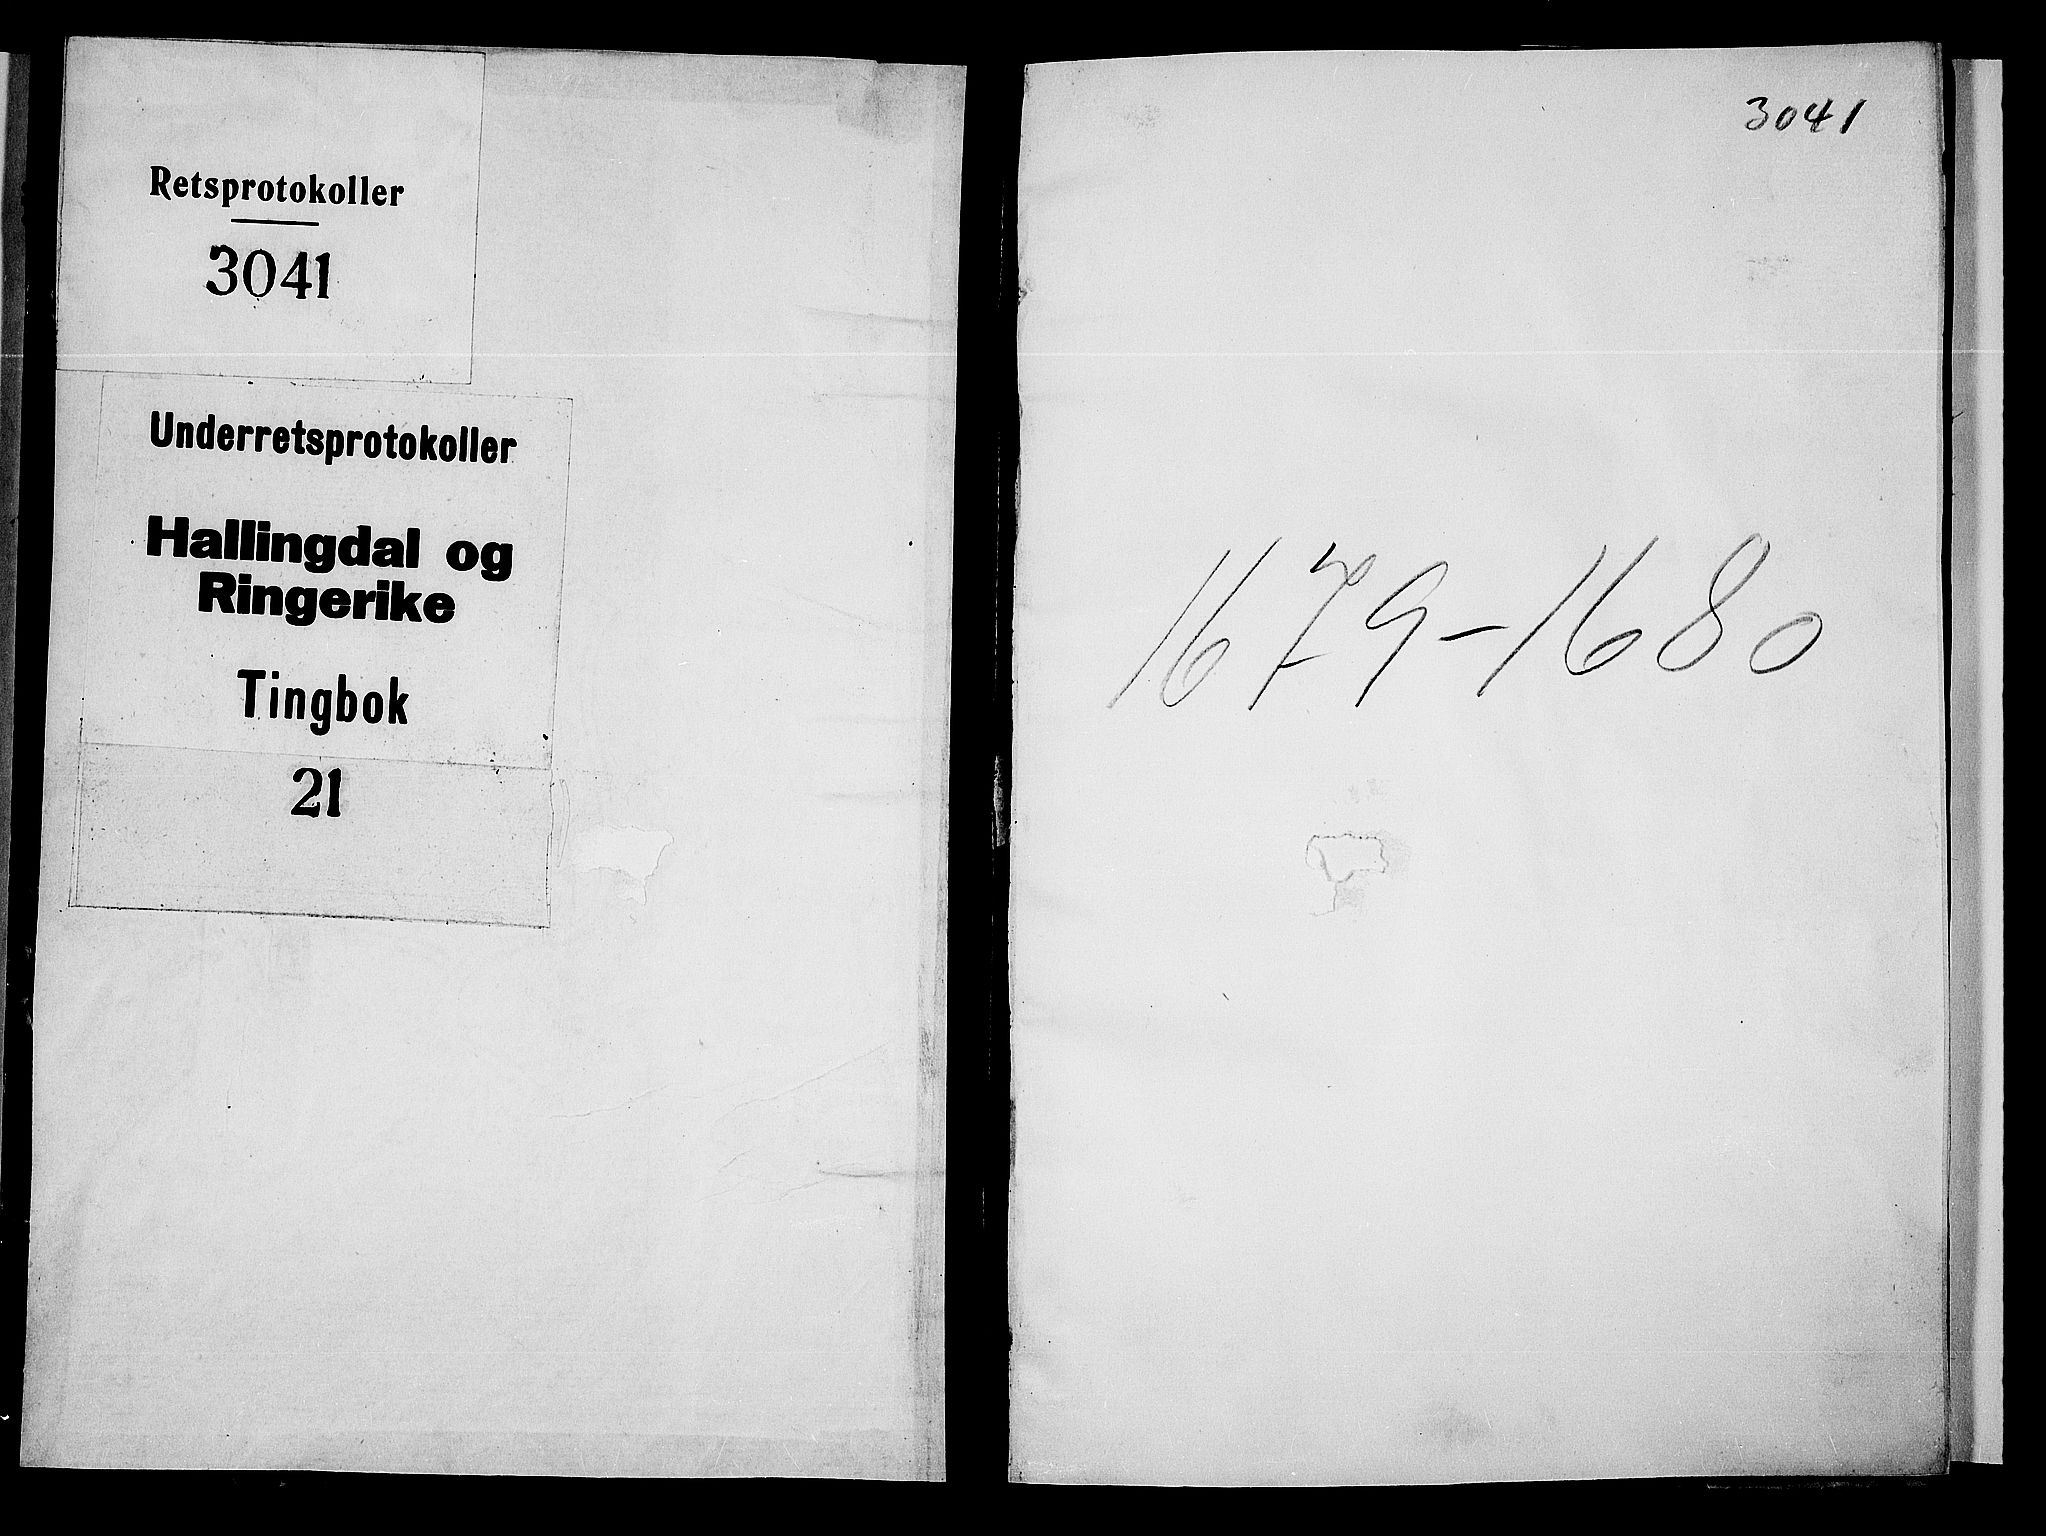 Retsprotokoller
3041
Underretsprotokoller
Hallingdal og
Ringerike
Tingbok
21
3041
1679-1680